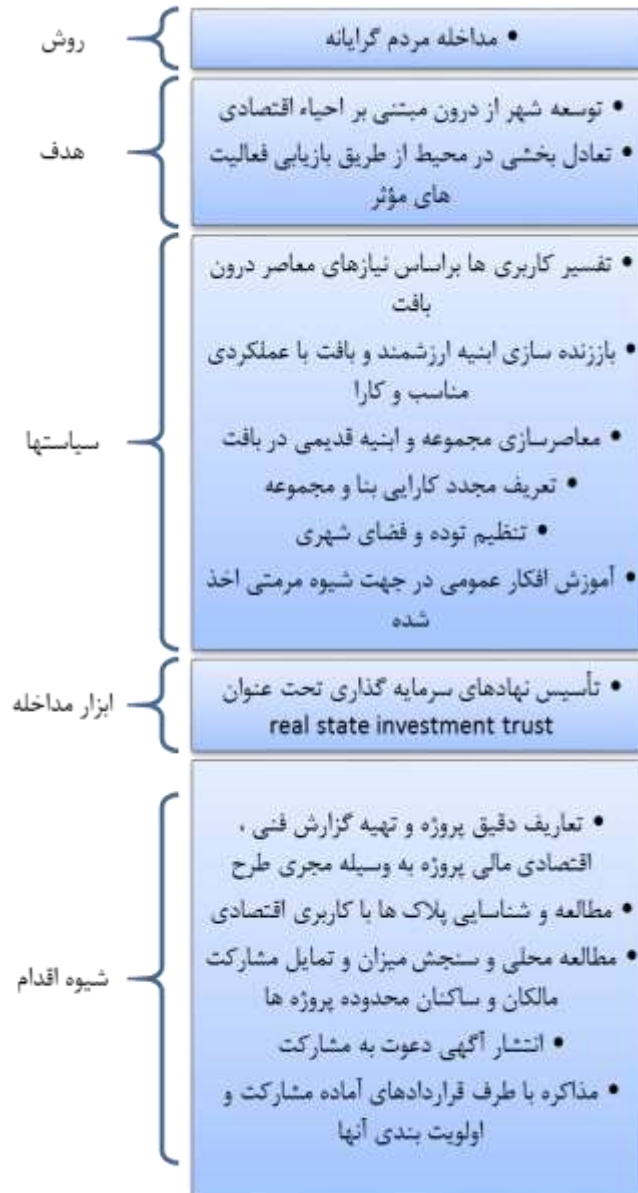 روش
• مداخله مردم گرایانه
هدف
• توسعه شهر از درون مبتنی بر احیاء اقتصادی
• تعادل بخشی در محیط از طریق بازیابی فعالیت
های مؤثر
سیاستها
• تفسیر کاربری ها براساس نیازهای معاصر درون
بافت
• باززنده سازی ابنیه ارزشمند و بافت با عملکردی
مناسب و کارا
• معاصرسازی مجموعه و ابنیه قدیمی در بافت
• تعریف مجدد کارایی بنا و مجموعه
• تنظیم توده و فضای شهری
• آموزش افکار عمومی در جهت شیوه مرمتی اخذ
شده
ابزار مداخله
• تأسیس نهادهای سرمایه گذاری تحت عنوان
real state investment trust
شیوه اقدام
• تعاریف دقیق پروژه و تهیه گزارش فنی ،
اقتصادی مالی پروژه به وسیله مجری طرح
• مطالعه و شناسایی پلاک ها با کاربری اقتصادی
• مطالعه محلی و سنجش میزان و تمایل مشارکت
مالکان و ساکنان محدوده پروژه ها
• انتشار آگهی دعوت به مشارکت
• مذاکره با طرف قراردادهای آماده مشارکت و
اولویت بندی آنها